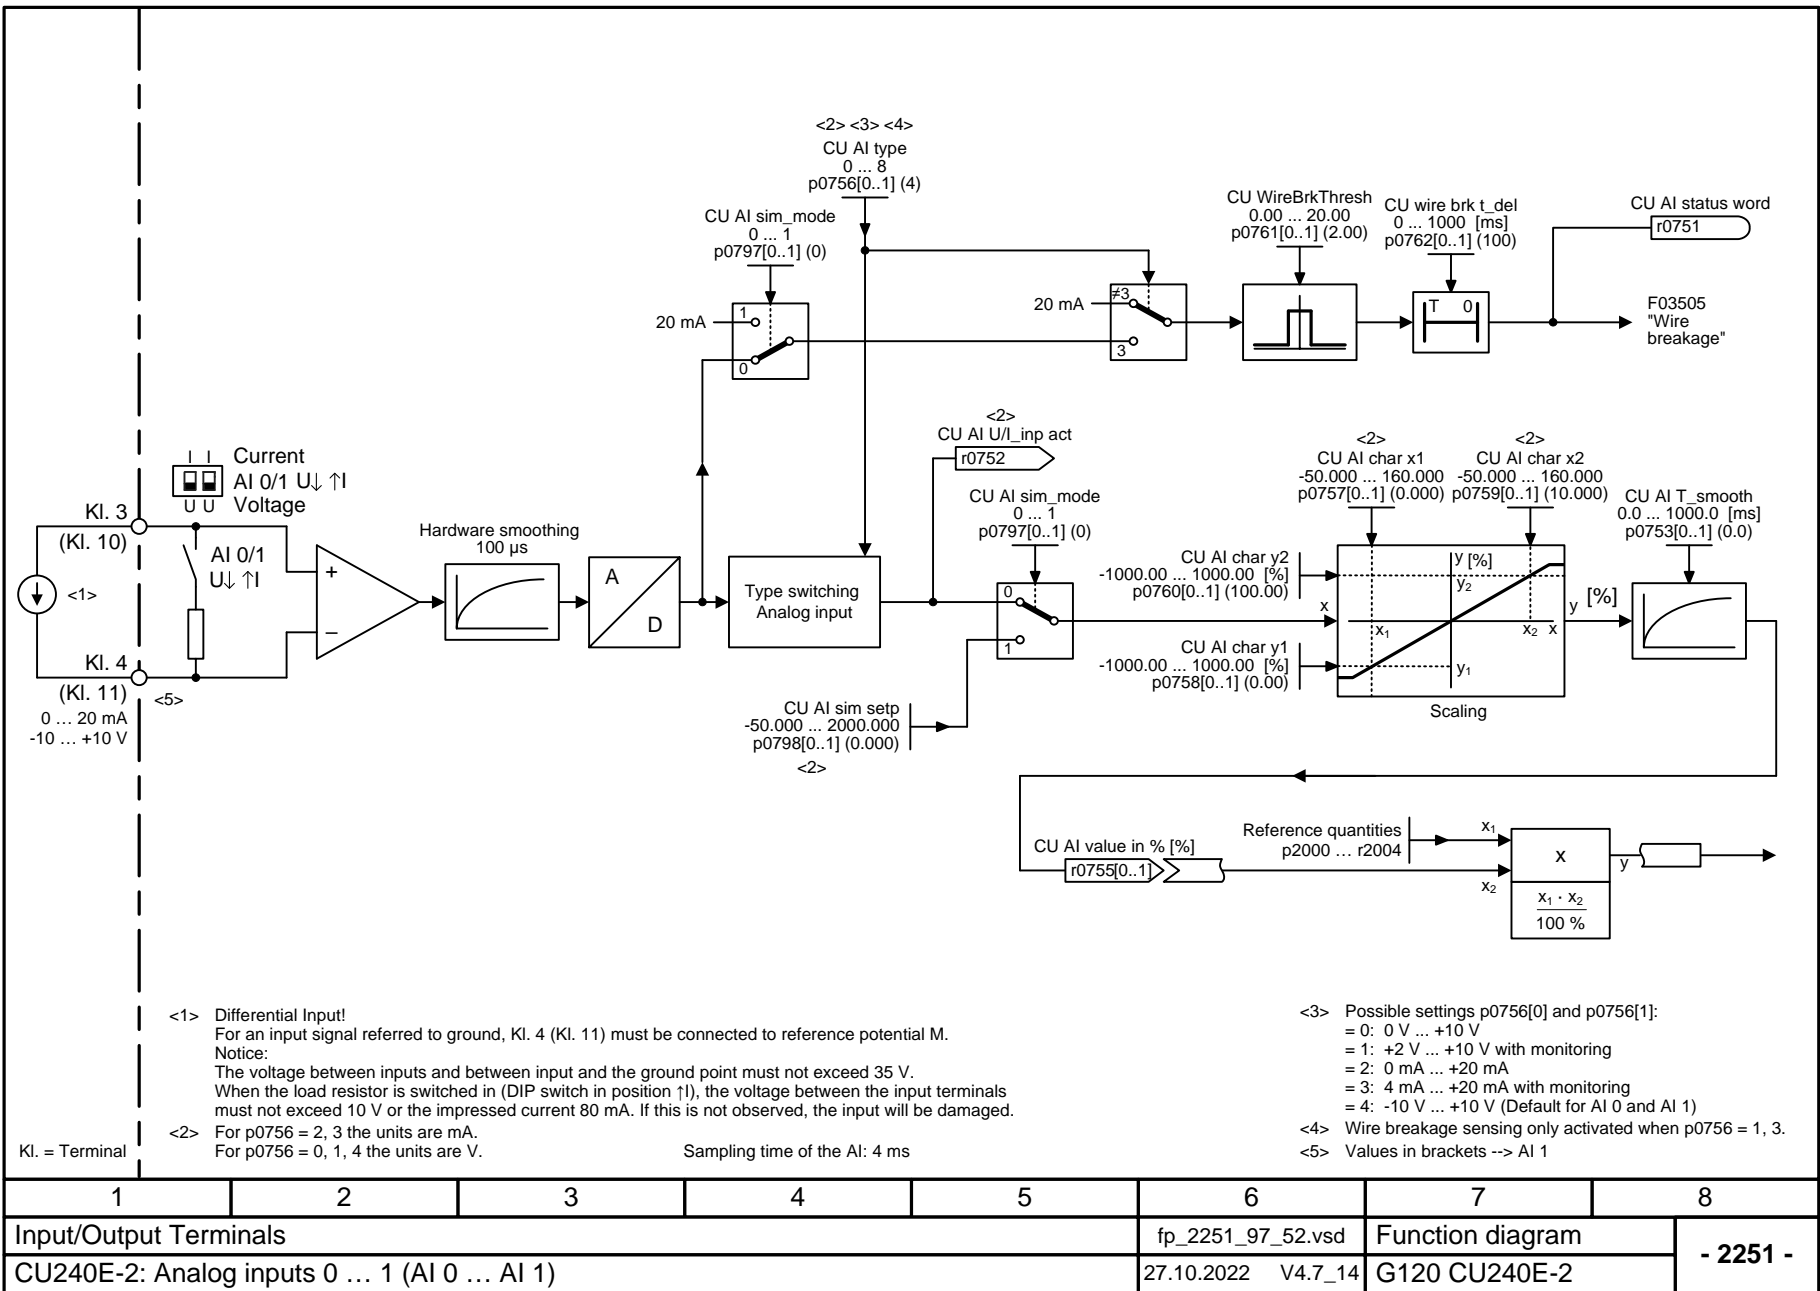 <2> <3> <4>
CU AI type
0 ... 8
p0756[0..1] (4)
CU AI sim_mode
0 ... 1
p0797[0..1] (0)
20 mA
1
0
20 mA
≠3
3
CU WireBrkThresh
0.00 ... 20.00
p0761[0..1] (2.00)
CU wire brk t_del
0 ... 1000 [ms]
p0762[0..1] (100)
T 0
CU AI status word
r0751
F03505
"Wire
breakage"
I I
U U
Current
AI 0/1 U↓ ↑I
Voltage
Kl. 3
(Kl. 10)
<1>
Kl. 4
(Kl. 11)
0 … 20 mA
-10 … +10 V
<5>
AI 0/1
U↓ ↑I
+
–
Hardware smoothing
100 µs
A
D
Type switching
Analog input
<2>
CU AI U/I_inp act
r0752
CU AI sim_mode
0 ... 1
p0797[0..1] (0)
0
1
CU AI sim setp
-50.000 ... 2000.000
p0798[0..1] (0.000)
<2>
CU AI char y2
-1000.00 ... 1000.00 [%]
p0760[0..1] (100.00)
x
CU AI char y1
-1000.00 ... 1000.00 [%]
p0758[0..1] (0.00)
<2>
CU AI char x1
-50.000 ... 160.000
p0757[0..1] (0.000)
<2>
CU AI char x2
-50.000 ... 160.000
p0759[0..1] (10.000)
y [%]
y2
x1
x2 x
y1
Scaling
y [%]
CU AI T_smooth
0.0 ... 1000.0 [ms]
p0753[0..1] (0.0)
CU AI value in % [%]
r0755[0..1]
Reference quantities
p2000 … r2004
x1
x2
x
x1 · x2
100 %
y
<1> Differential Input!
For an input signal referred to ground, Kl. 4 (Kl. 11) must be connected to reference potential M.
Notice:
The voltage between inputs and between input and the ground point must not exceed 35 V.
When the load resistor is switched in (DIP switch in position ↑I), the voltage between the input terminals
must not exceed 10 V or the impressed current 80 mA. If this is not observed, the input will be damaged.
<2> For p0756 = 2, 3 the units are mA.
For p0756 = 0, 1, 4 the units are V.
Sampling time of the AI: 4 ms
Kl. = Terminal
<3> Possible settings p0756[0] and p0756[1]:
= 0: 0 V ... +10 V
= 1: +2 V ... +10 V with monitoring
= 2: 0 mA ... +20 mA
= 3: 4 mA ... +20 mA with monitoring
= 4: -10 V ... +10 V (Default for AI 0 and AI 1)
<4> Wire breakage sensing only activated when p0756 = 1, 3.
<5> Values in brackets --> AI 1
1 2 3 4 5 6 7 8
Input/Output Terminals
fp_2251_97_52.vsd
Function diagram
- 2251 -
CU240E-2: Analog inputs 0 … 1 (AI 0 … AI 1)
27.10.2022 V4.7_14
G120 CU240E-2